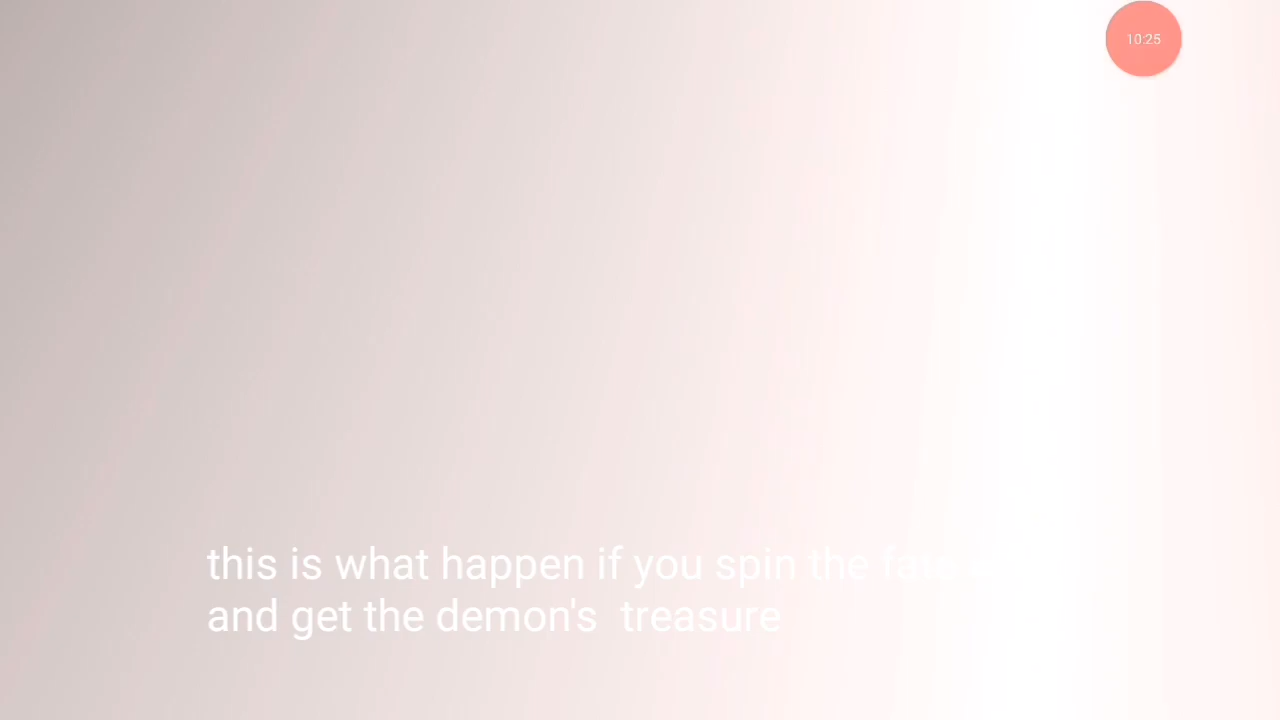 10:25
this is what happen if you spin the
and get the demon's  treasure